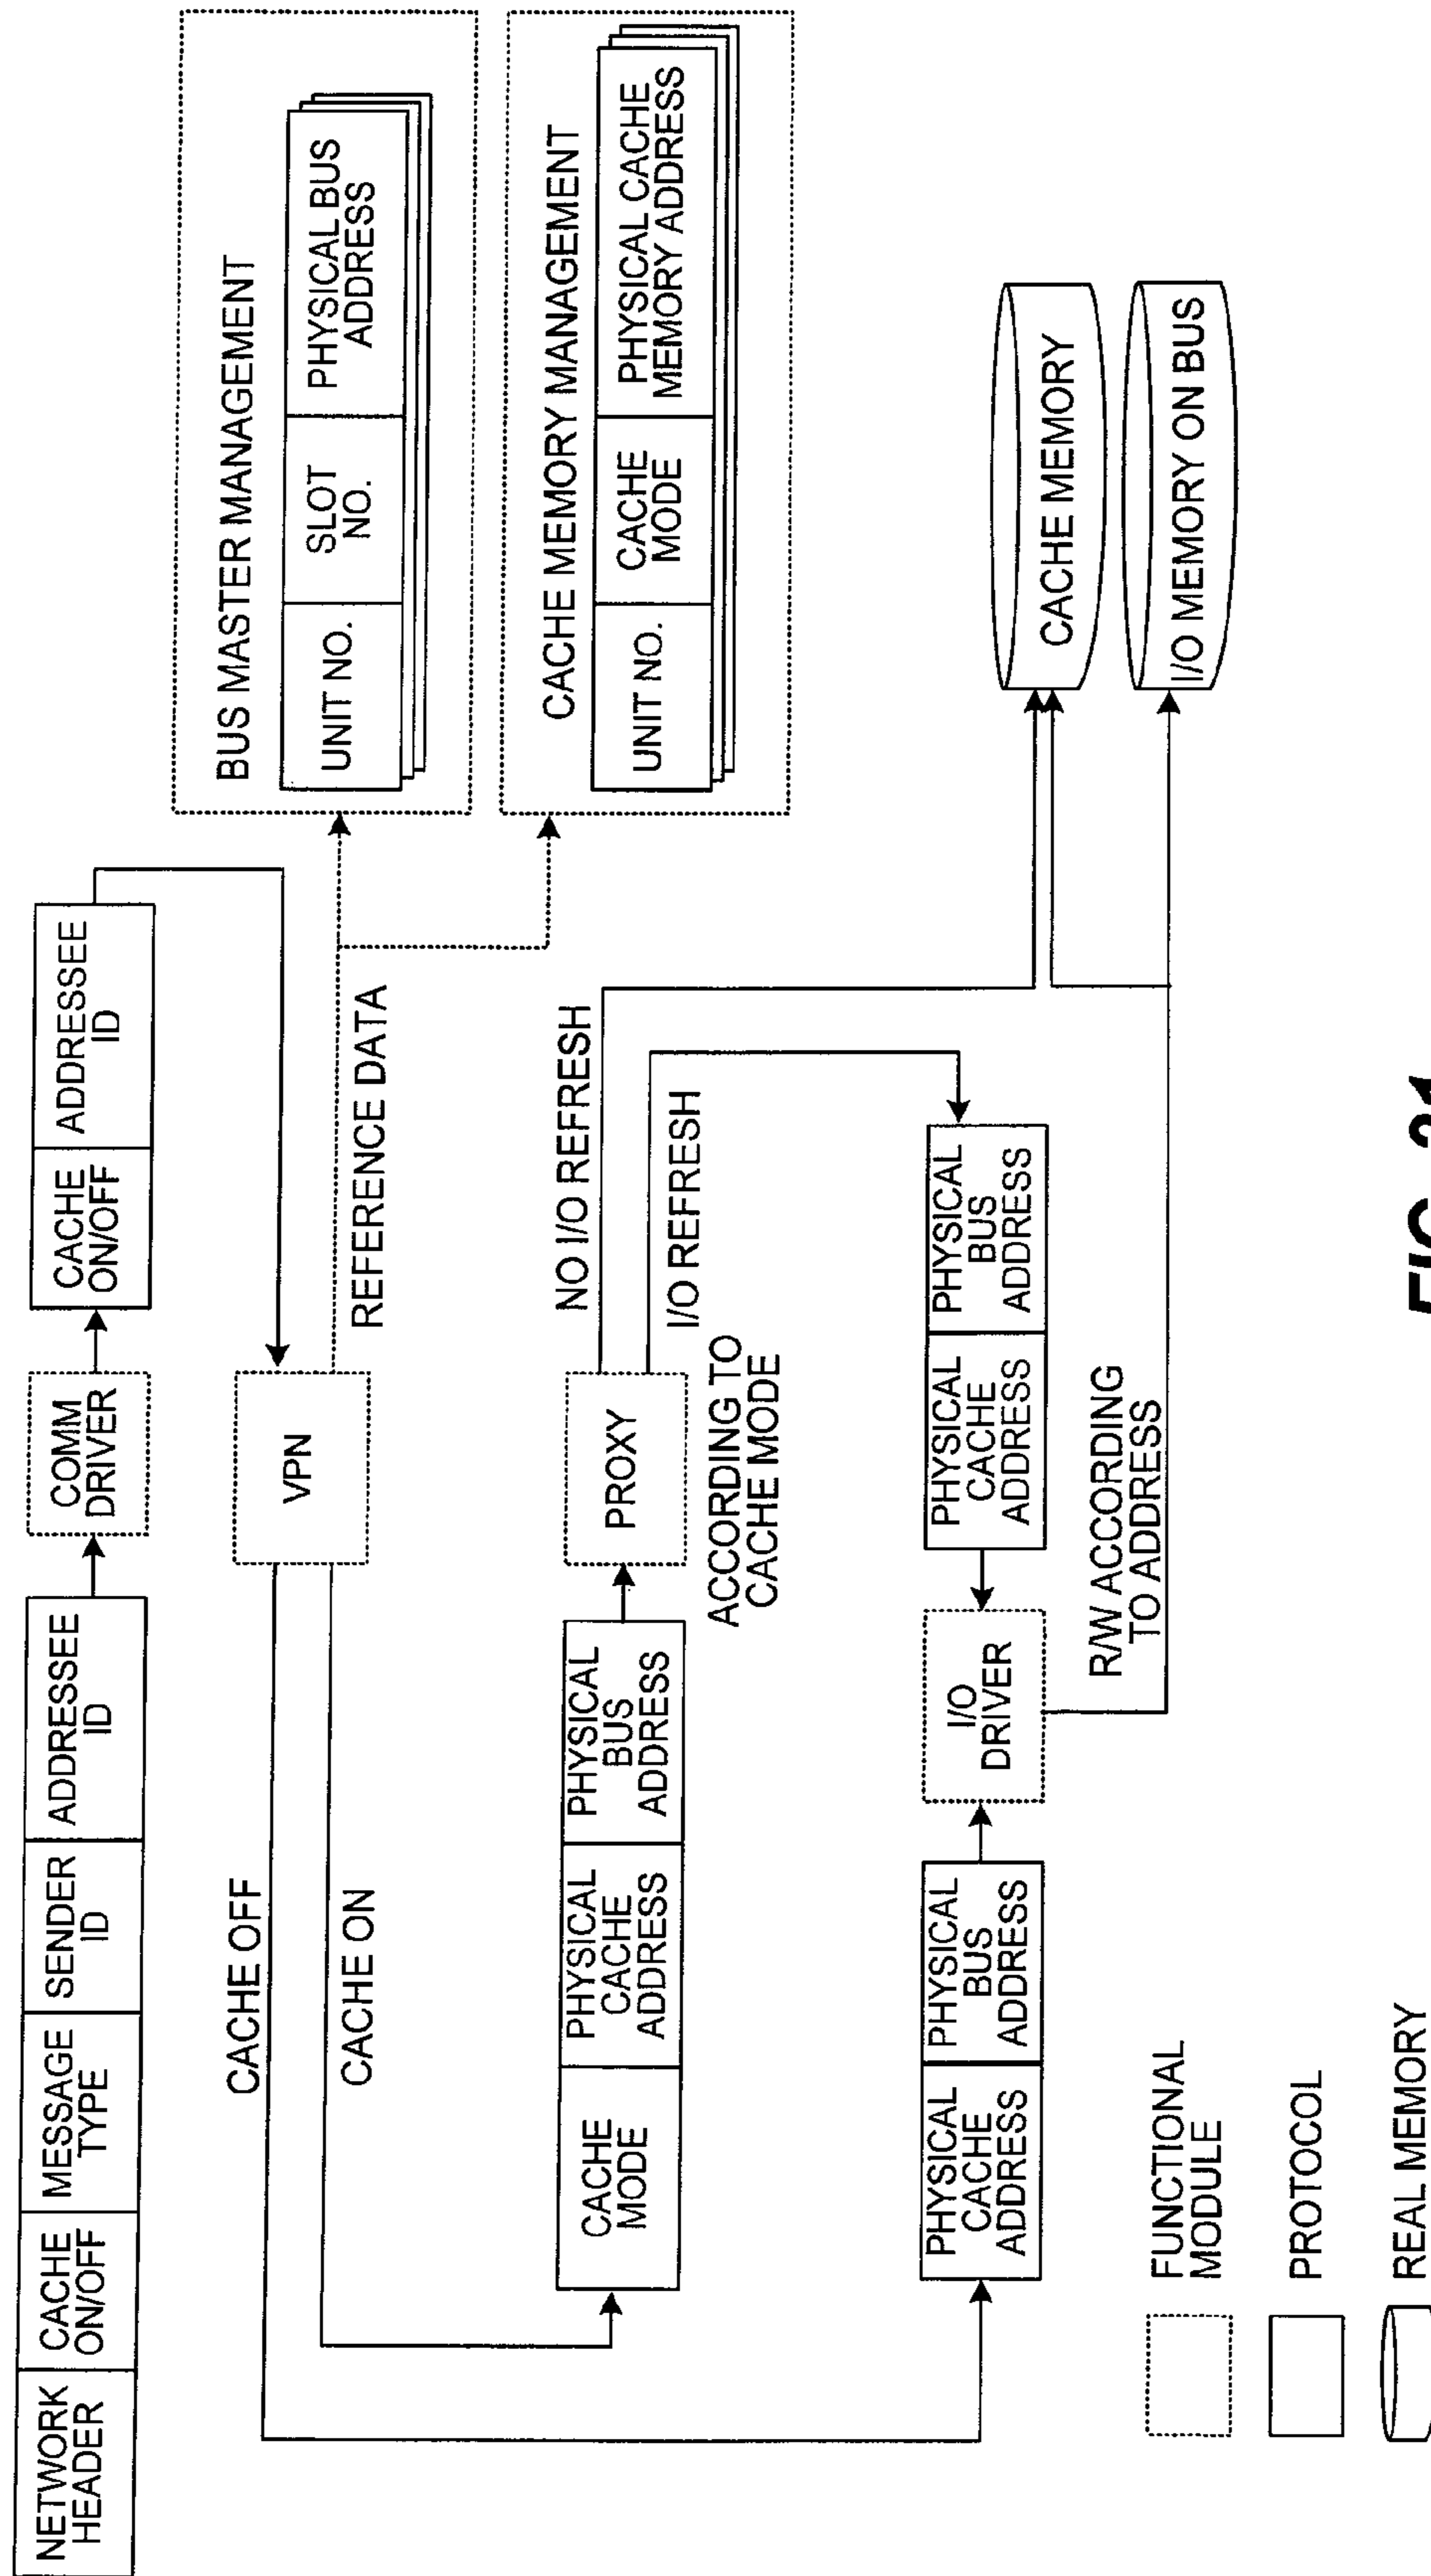 NETWORK
HEADER
CACHE
ON/OFF
MESSAGE
TYPE
SENDER
ID
ADDRESSEE
ID
COMM
DRIVER
CACHE
ON/OFF
ADDRESSEE
ID
CACHE OFF
CACHE ON
VPN
REFERENCE DATA
BUS MASTER MANAGEMENT
UNIT NO.
SLOT
NO.
PHYSICAL BUS
ADDRESS
CACHE MEMORY MANAGEMENT
UNIT NO.
CACHE
MODE
PHYSICAL CACHE
MEMORY ADDRESS
CACHE
MODE
PHYSICAL
CACHE
ADDRESS
PHYSICAL
BUS
ADDRESS
PROXY
NO I/O REFRESH
I/O REFRESH
ACCORDING TO
CACHE MODE
PHYSICAL
CACHE
ADDRESS
PHYSICAL
BUS
ADDRESS
I/O
DRIVER
PHYSICAL
CACHE
ADDRESS
PHYSICAL
BUS
ADDRESS
R/W ACCORDING
TO ADDRESS
CACHE MEMORY
I/O MEMORY ON BUS
FUNCTIONAL
MODULE
PROTOCOL
REAL MEMORY